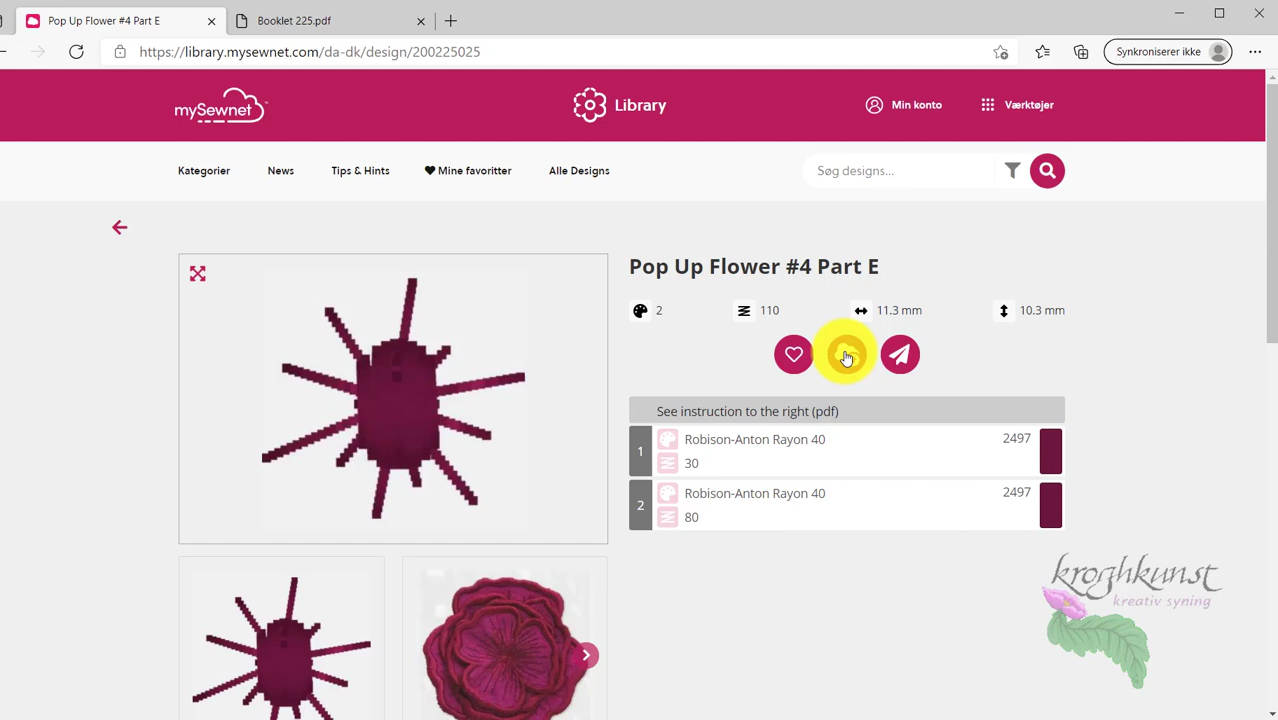 Pop Up Flower #4 Part E
Booklet 225.pdf
https://library.mysewnet.com/da-dk/design/200225025
Synkroniserer ikke
mySewnet™
Library
Min konto
Værktøjer
Kategorier
News
Tips & Hints
Mine favoritter
Alle Designs
Søg designs...
Pop Up Flower #4 Part E
2
110
11.3 mm
10.3 mm
See instruction to the right (pdf)
1
Robison-Anton Rayon 40
2497
30
2
Robison-Anton Rayon 40
2497
80
kroghkunst
kreativ syning